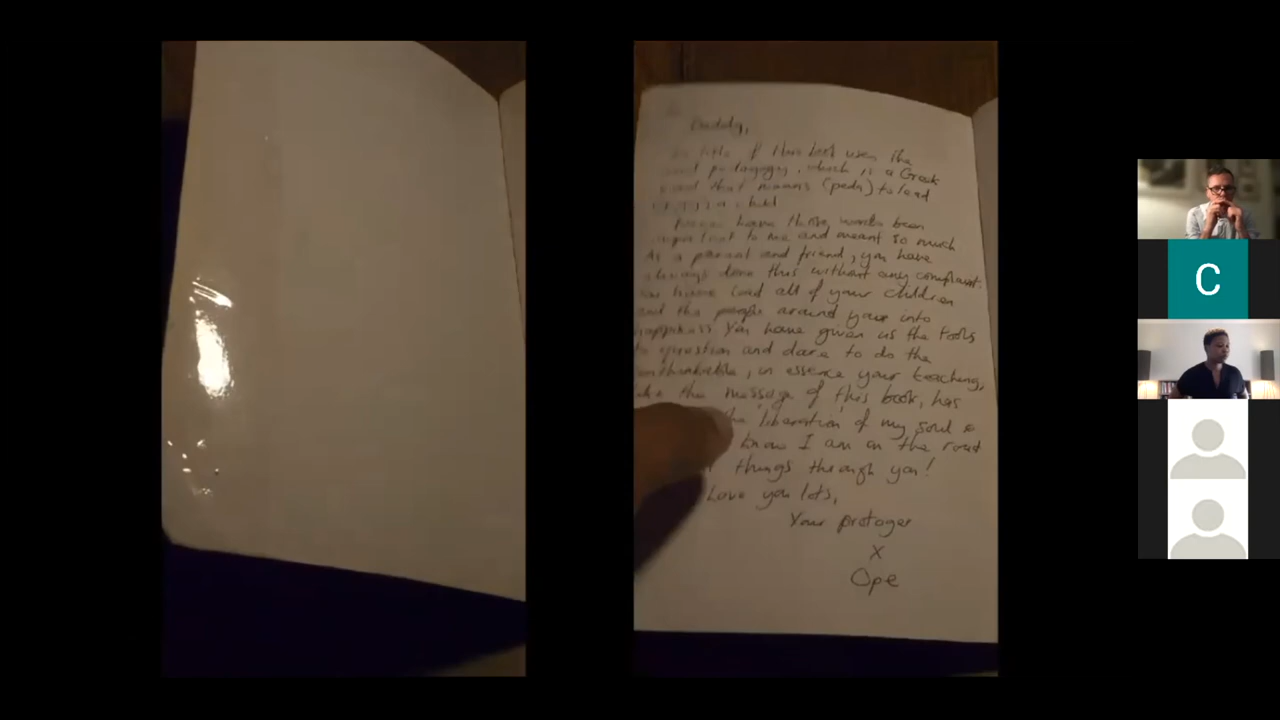 Daddy,
title of this book uses the
word pedagogy, which is a Greek
word that means (peda) to lead
child
have these words been
important to me and meant so much.
As a parent and friend, you have
always done this without any complaint.
You have lead all of your children
and the people around you into
happiness. You have given us the tools
to question and dare to do the
unthinkable, in essence your teaching,
like the message of this book, has
the 'liberation' of my soul &
know I am on the road
things through you!
Love you lots,
Your protoger
X
Ope
C